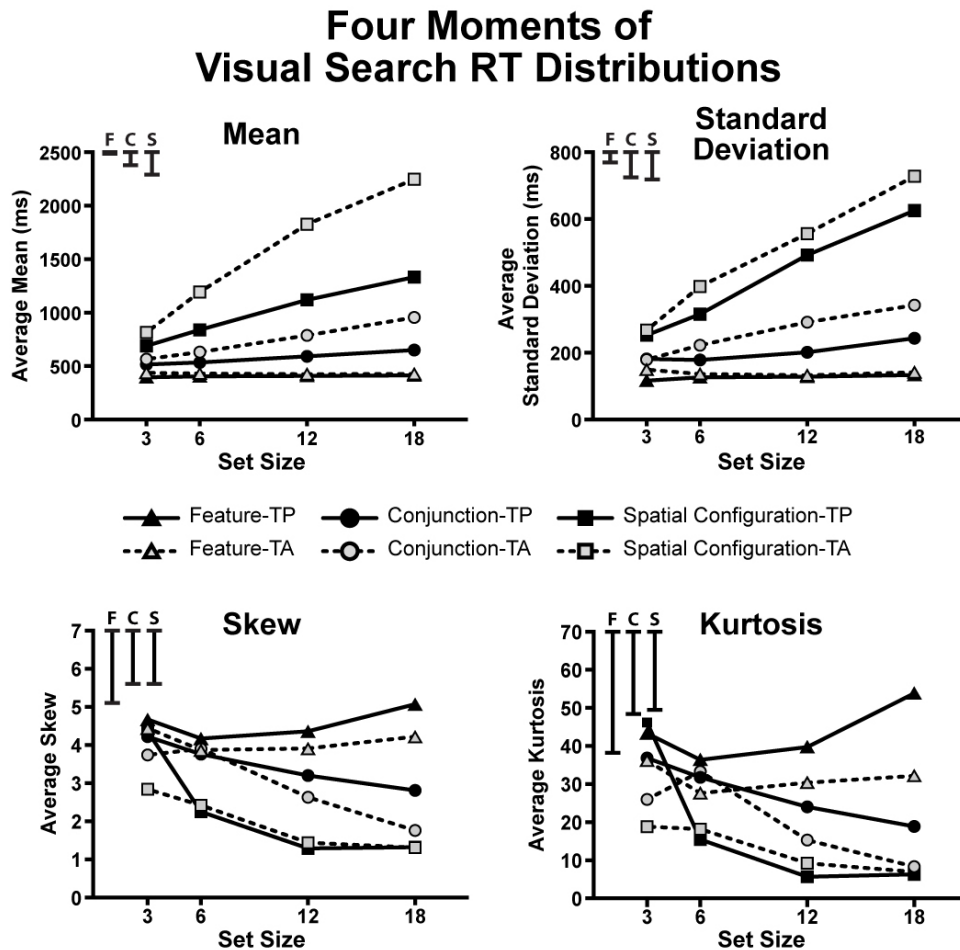 Four Moments of
Visual Search RT Distributions
F C S
Mean
2500
2000
1500
1000
500
0
Average Mean (ms)
3 6 12 18
Set Size
F C S
Standard
Deviation
800
600
400
200
0
Average
Standard Deviation (ms)
3 6 12 18
Set Size
Feature-TP Conjunction-TP Spatial Configuration-TP
Feature-TA Conjunction-TA Spatial Configuration-TA
F C S
Skew
7
6
5
4
3
2
1
0
Average Skew
3 6 12 18
Set Size
F C S
Kurtosis
70
60
50
40
30
20
10
0
Average Kurtosis
3 6 12 18
Set Size